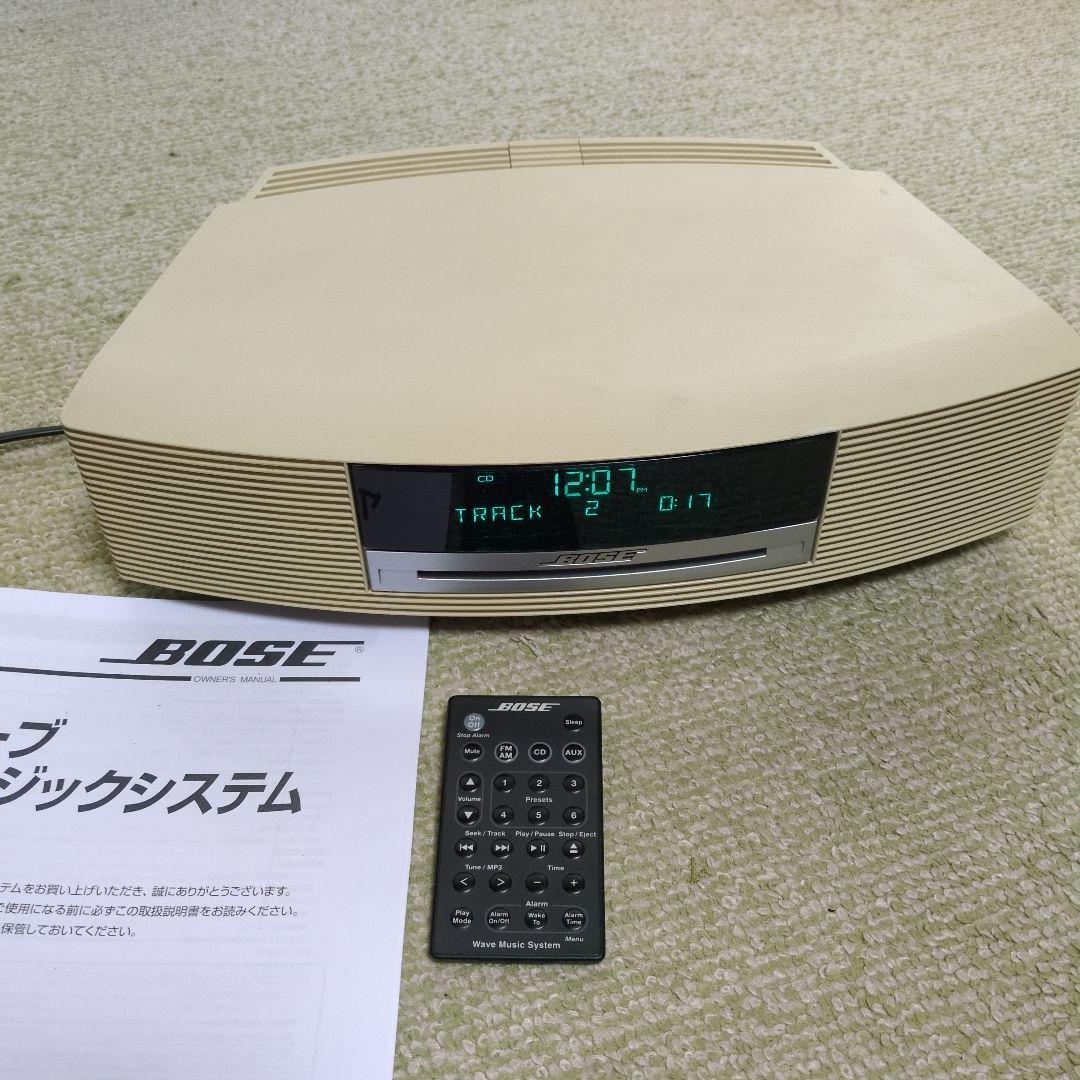 CD 12:07 PM
TRACK 2 0:17
BOSE
BOSE®
OWNER'S MANUAL
ーブ
ジックシステム
テムをお買い上げいただき、誠にありがとうございます。
ご使用になる前に必ずこの取扱説明書をお読みください。
保管しておいてください。
BOSE
On Off Sleep
Stop Alarm
Mute FM AM CD AUX
1 2 3
Volume Presets
4 5 6
Seek / Track Play / Pause Stop / Eject
Tune / MP3 Time
< > − +
Alarm
Play Mode Alarm On/Off Wake To Alarm Time
Menu
Wave Music System